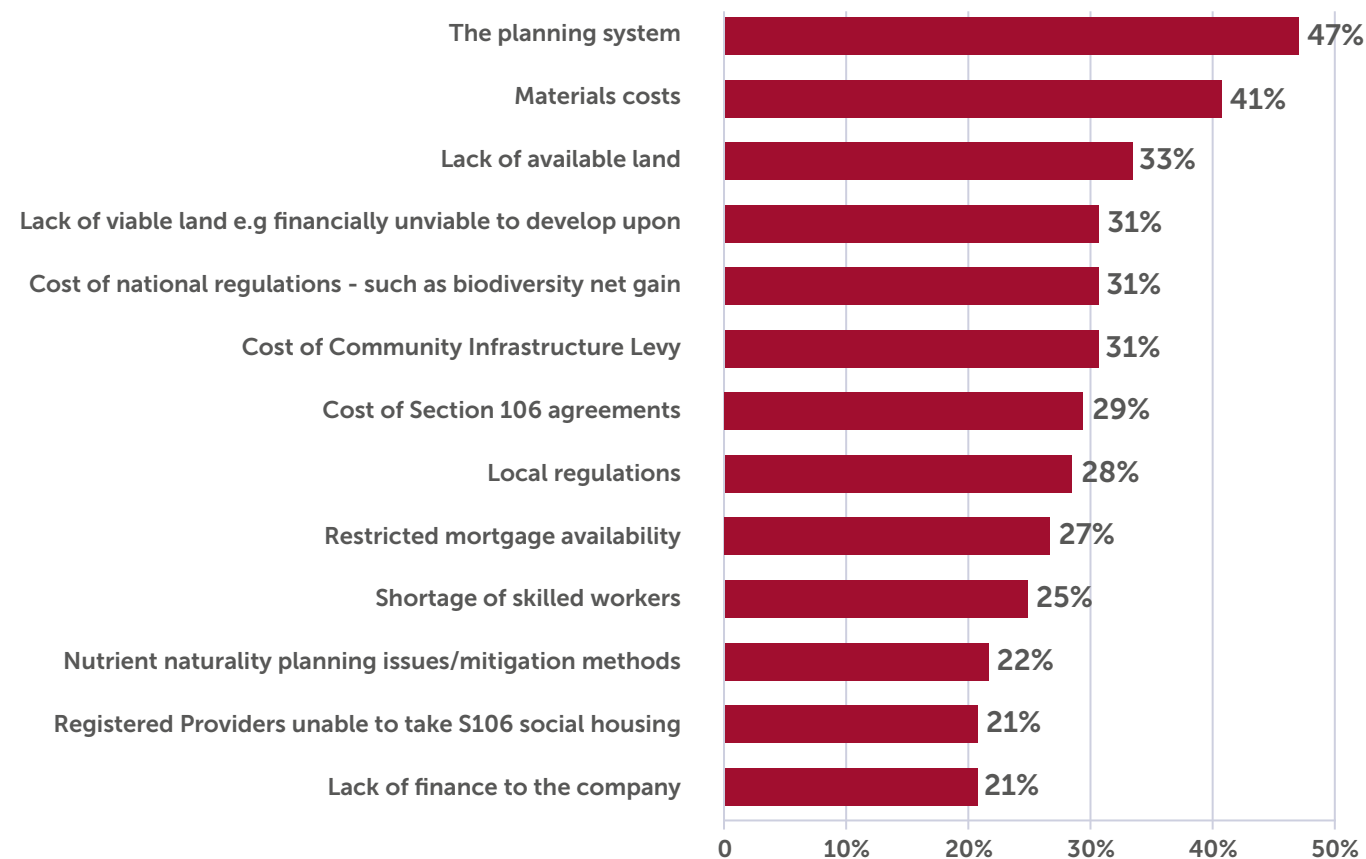 The planning system 47%
Materials costs 41%
Lack of available land 33%
Lack of viable land e.g financially unviable to develop upon 31%
Cost of national regulations - such as biodiversity net gain 31%
Cost of Community Infrastructure Levy 31%
Cost of Section 106 agreements 29%
Local regulations 28%
Restricted mortgage availability 27%
Shortage of skilled workers 25%
Nutrient naturality planning issues/mitigation methods 22%
Registered Providers unable to take S106 social housing 21%
Lack of finance to the company 21%
0 10% 20% 30% 40% 50%